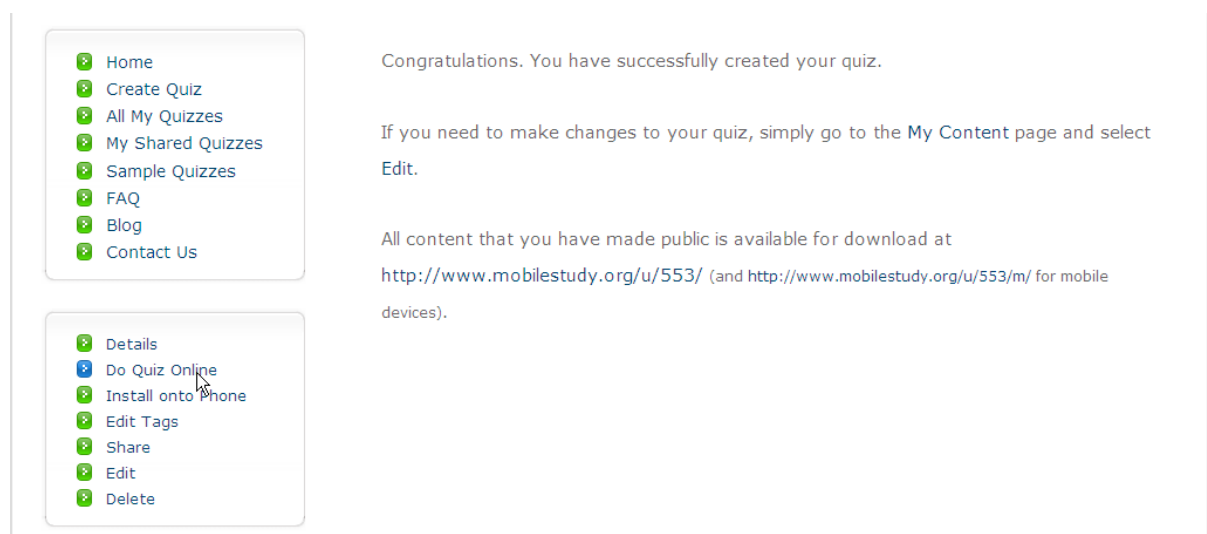 Home
Create Quiz
All My Quizzes
My Shared Quizzes
Sample Quizzes
FAQ
Blog
Contact Us
Details
Do Quiz Online
Install onto Phone
Edit Tags
Share
Edit
Delete
Congratulations. You have successfully created your quiz.
If you need to make changes to your quiz, simply go to the My Content page and select
Edit.
All content that you have made public is available for download at
http://www.mobilestudy.org/u/553/ (and http://www.mobilestudy.org/u/553/m/ for mobile
devices).